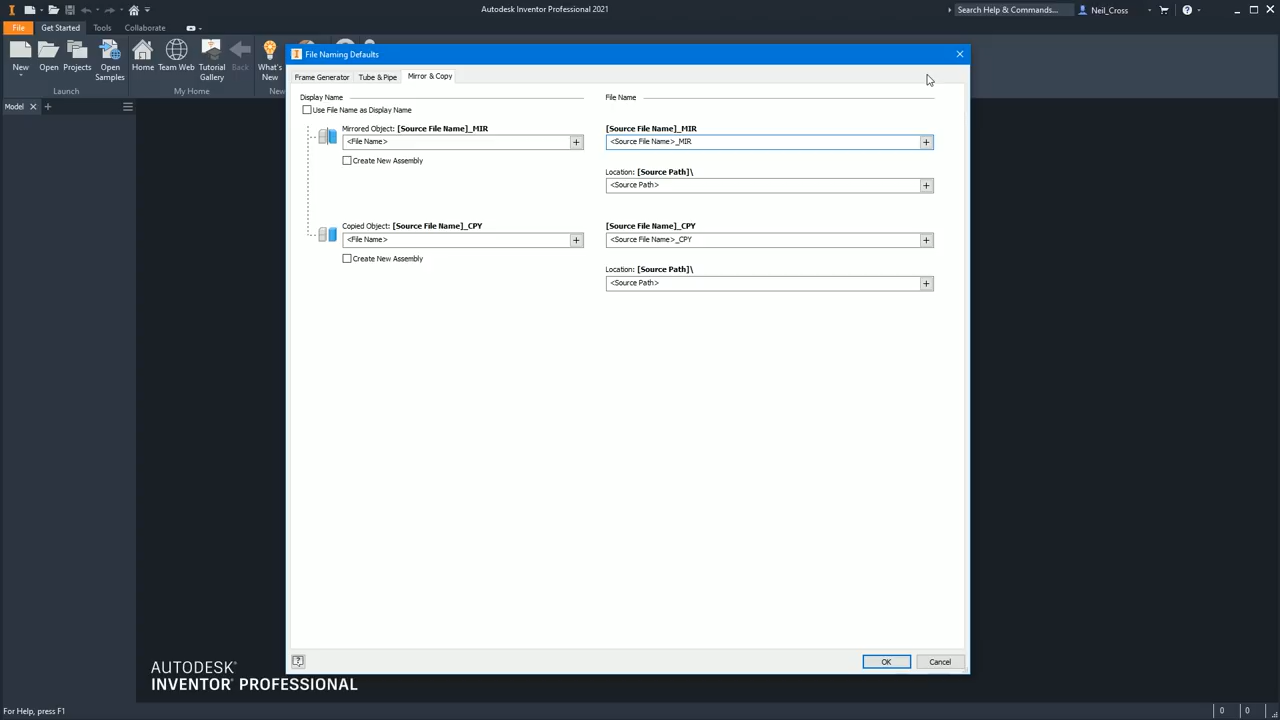 Autodesk Inventor Professional 2021
Search Help & Commands...
Neil_Cross
File
Get Started
Tools
Collaborate
New
Open
Projects
Open Samples
Home
Team Web
Tutorial Gallery
Back
What's New
Launch
My Home
Model
File Naming Defaults
Frame Generator
Tube & Pipe
Mirror & Copy
Display Name
File Name
Use File Name as Display Name
Mirrored Object: [Source File Name]_MIR
[Source File Name]_MIR
<File Name>
<Source File Name>_MIR
Create New Assembly
Location: [Source Path]\
<Source Path>
Copied Object: [Source File Name]_CPY
[Source File Name]_CPY
<File Name>
<Source File Name>_CPY
Create New Assembly
Location: [Source Path]\
<Source Path>
OK
Cancel
AUTODESK®
INVENTOR® PROFESSIONAL
For Help, press F1
0
0